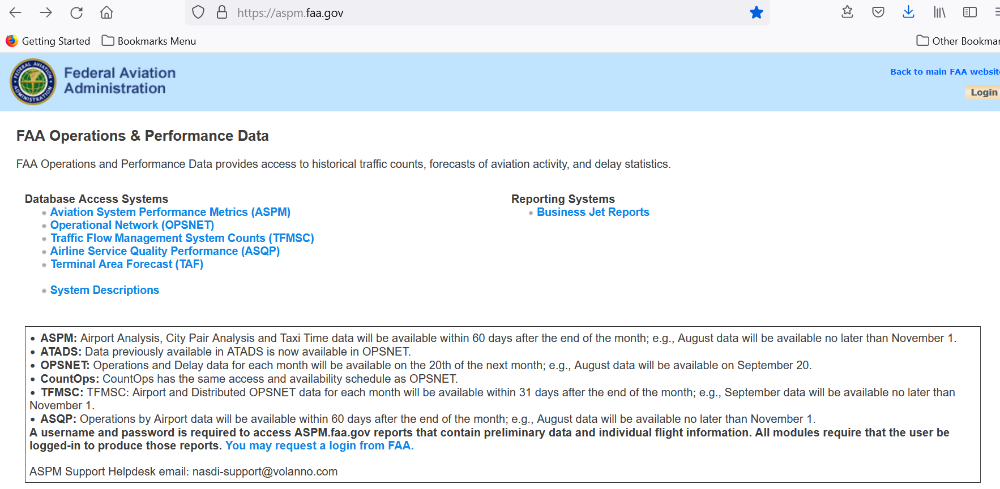 https://aspm.faa.gov
Getting Started Bookmarks Menu Other Bookmar
Federal Aviation
Administration
Back to main FAA websit
Login
FAA Operations & Performance Data
FAA Operations and Performance Data provides access to historical traffic counts, forecasts of aviation activity, and delay statistics.
Database Access Systems
Aviation System Performance Metrics (ASPM)
Operational Network (OPSNET)
Traffic Flow Management System Counts (TFMSC)
Airline Service Quality Performance (ASQP)
Terminal Area Forecast (TAF)
System Descriptions
Reporting Systems
Business Jet Reports
• ASPM: Airport Analysis, City Pair Analysis and Taxi Time data will be available within 60 days after the end of the month; e.g., August data will be available no later than November 1.
• ATADS: Data previously available in ATADS is now available in OPSNET.
• OPSNET: Operations and Delay data for each month will be available on the 20th of the next month; e.g., August data will be available on September 20.
• CountOps: CountOps has the same access and availability schedule as OPSNET.
• TFMSC: TFMSC: Airport and Distributed OPSNET data for each month will be available within 31 days after the end of the month; e.g., September data will be available no later than
November 1.
• ASQP: Operations by Airport data will be available within 60 days after the end of the month; e.g., August data will be available no later than November 1.
A username and password is required to access ASPM.faa.gov reports that contain preliminary data and individual flight information. All modules require that the user be
logged-in to produce those reports. You may request a login from FAA.
ASPM Support Helpdesk email: nasdi-support@volanno.com